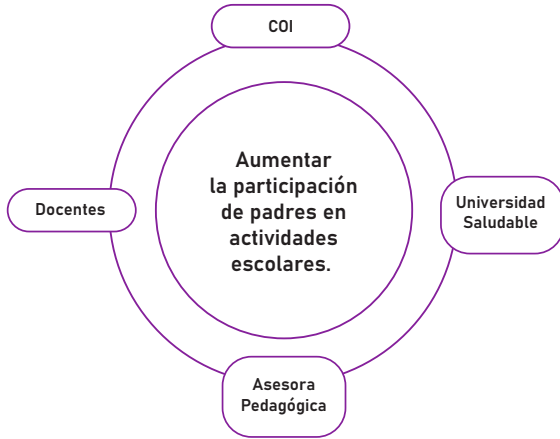 COI
Aumentar
la participación
de padres en
actividades
escolares.
Docentes
Universidad
Saludable
Asesora
Pedagógica